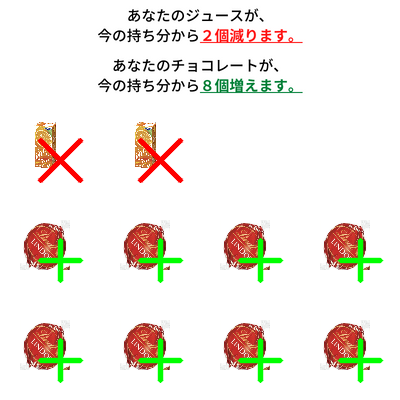 あなたのジュースが、
今の持ち分から２個減ります。
あなたのチョコレートが、
今の持ち分から８個増えます。